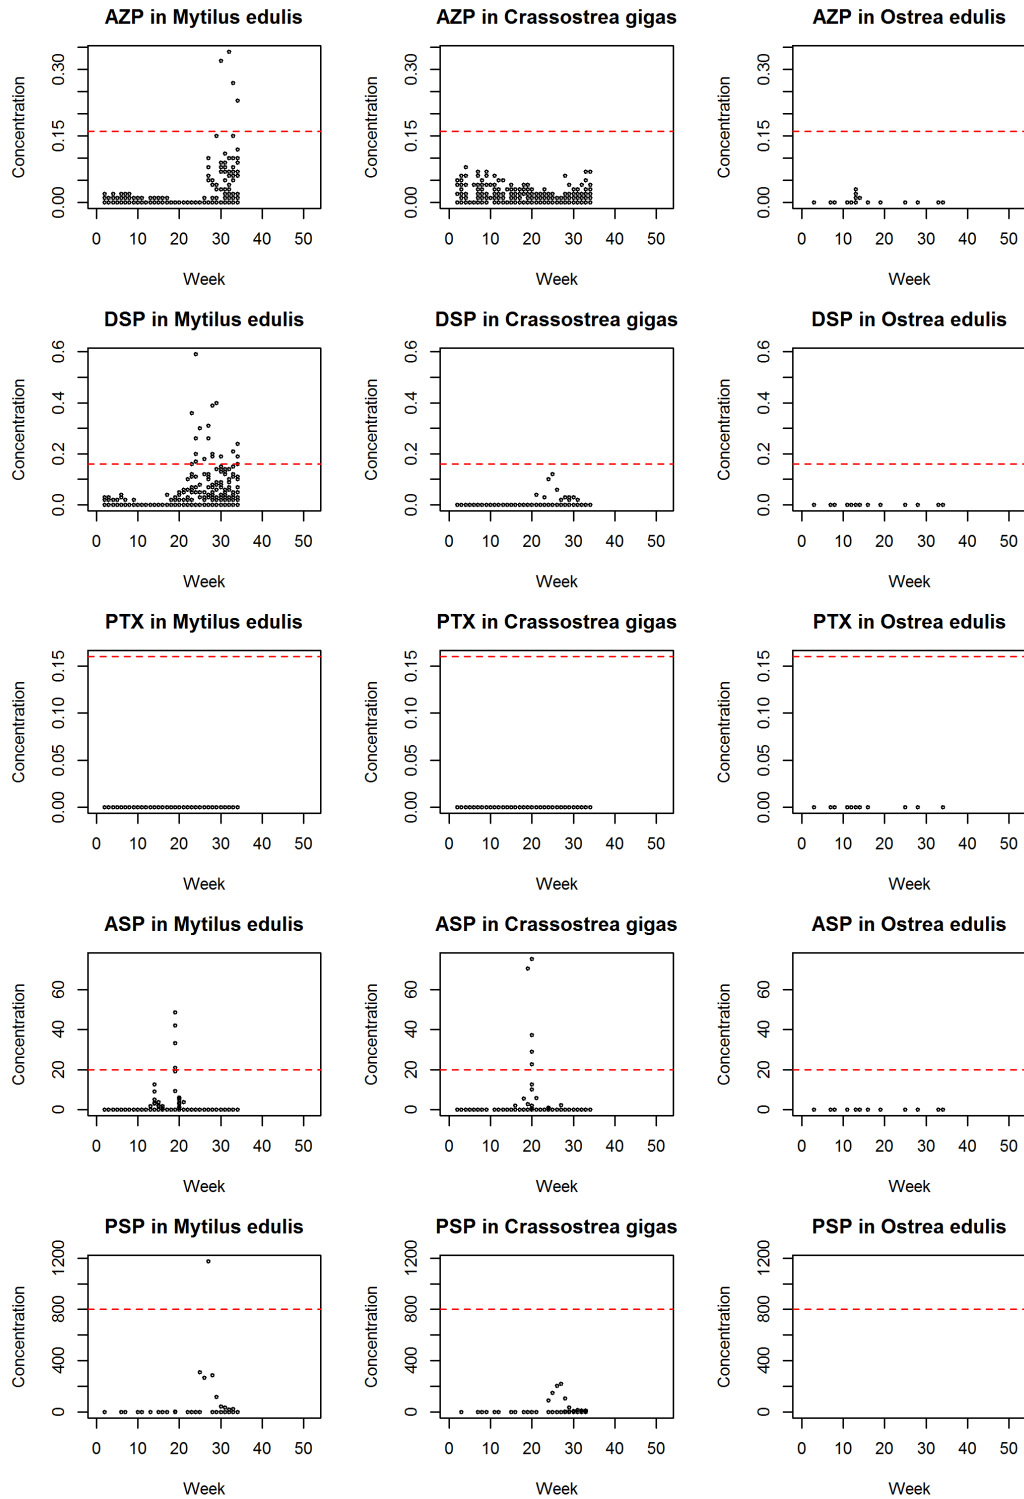 AZP in Mytilus edulis
AZP in Crassostrea gigas
AZP in Ostrea edulis
Concentration
0.00 0.15 0.30
0 10 20 30 40 50
Week
Concentration
0.00 0.15 0.30
0 10 20 30 40 50
Week
Concentration
0.00 0.15 0.30
0 10 20 30 40 50
Week
DSP in Mytilus edulis
DSP in Crassostrea gigas
DSP in Ostrea edulis
Concentration
0.0 0.2 0.4 0.6
0 10 20 30 40 50
Week
Concentration
0.0 0.2 0.4 0.6
0 10 20 30 40 50
Week
Concentration
0.0 0.2 0.4 0.6
0 10 20 30 40 50
Week
PTX in Mytilus edulis
PTX in Crassostrea gigas
PTX in Ostrea edulis
Concentration
0.00 0.05 0.10 0.15
0 10 20 30 40 50
Week
Concentration
0.00 0.05 0.10 0.15
0 10 20 30 40 50
Week
Concentration
0.00 0.05 0.10 0.15
0 10 20 30 40 50
Week
ASP in Mytilus edulis
ASP in Crassostrea gigas
ASP in Ostrea edulis
Concentration
0 20 40 60
0 10 20 30 40 50
Week
Concentration
0 20 40 60
0 10 20 30 40 50
Week
Concentration
0 20 40 60
0 10 20 30 40 50
Week
PSP in Mytilus edulis
PSP in Crassostrea gigas
PSP in Ostrea edulis
Concentration
0 400 800 1200
0 10 20 30 40 50
Week
Concentration
0 400 800 1200
0 10 20 30 40 50
Week
Concentration
0 400 800 1200
0 10 20 30 40 50
Week